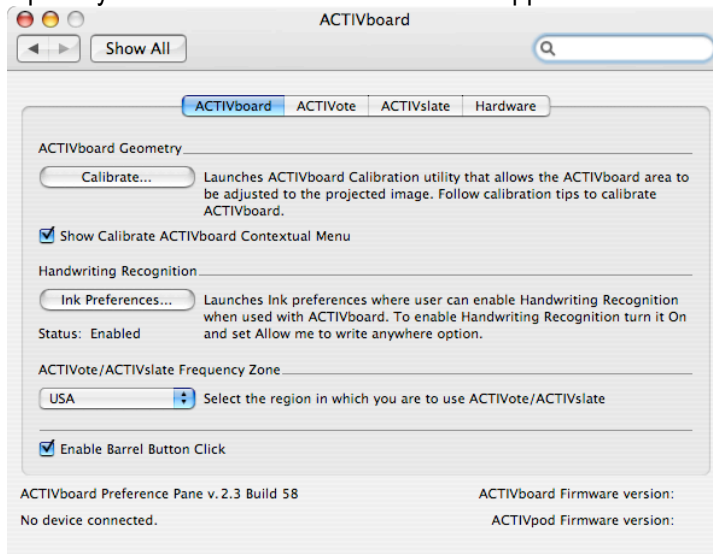 ACTIVboard
Show All
ACTIVboard ACTIVote ACTIVslate Hardware
ACTIVboard Geometry
Calibrate... Launches ACTIVboard Calibration utility that allows the ACTIVboard area to
be adjusted to the projected image. Follow calibration tips to calibrate
ACTIVboard.
Show Calibrate ACTIVboard Contextual Menu
Handwriting Recognition
Ink Preferences... Launches Ink preferences where user can enable Handwriting Recognition
when used with ACTIVboard. To enable Handwriting Recognition turn it On
Status: Enabled and set Allow me to write anywhere option.
ACTIVote/ACTIVslate Frequency Zone
USA Select the region in which you are to use ACTIVote/ACTIVslate
Enable Barrel Button Click
ACTIVboard Preference Pane v. 2.3 Build 58 ACTIVboard Firmware version:
No device connected. ACTIVpod Firmware version: